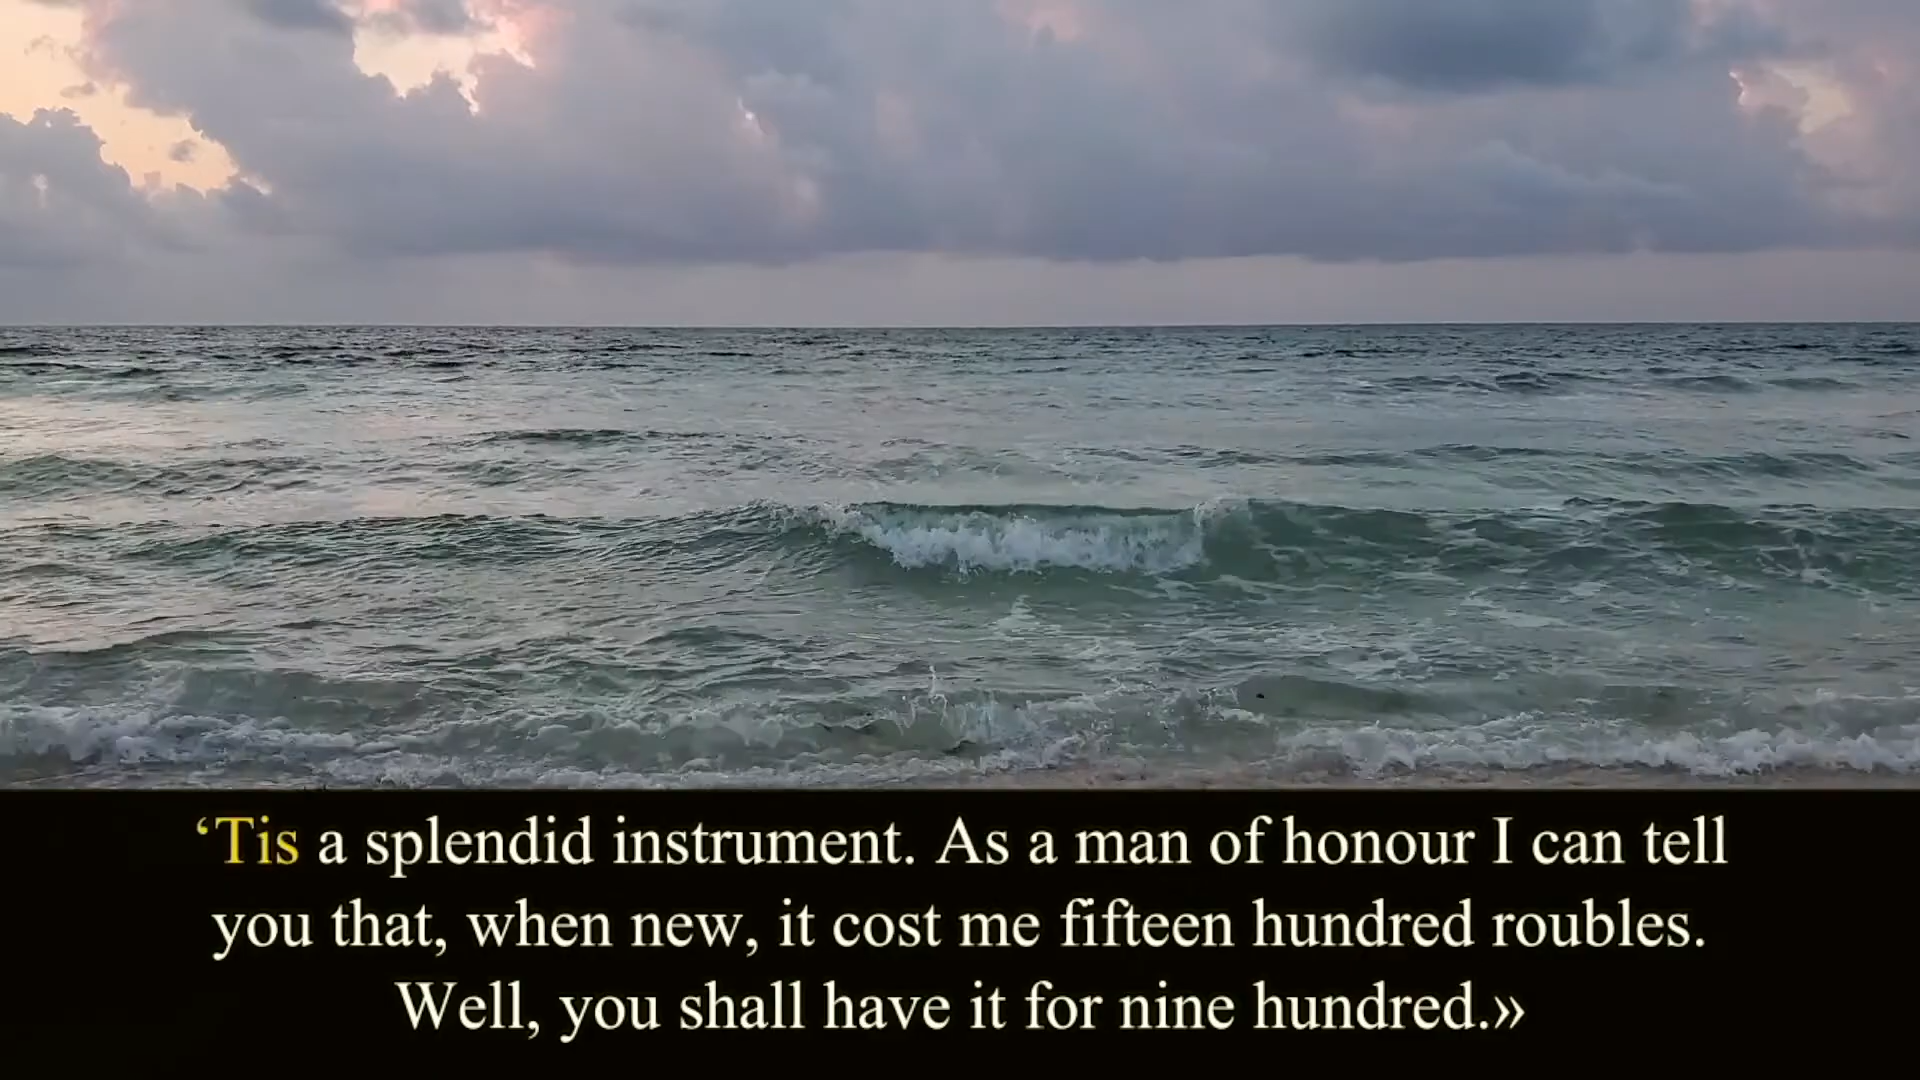 ‘Tis a splendid instrument. As a man of honour I can tell
you that, when new, it cost me fifteen hundred roubles.
Well, you shall have it for nine hundred.»